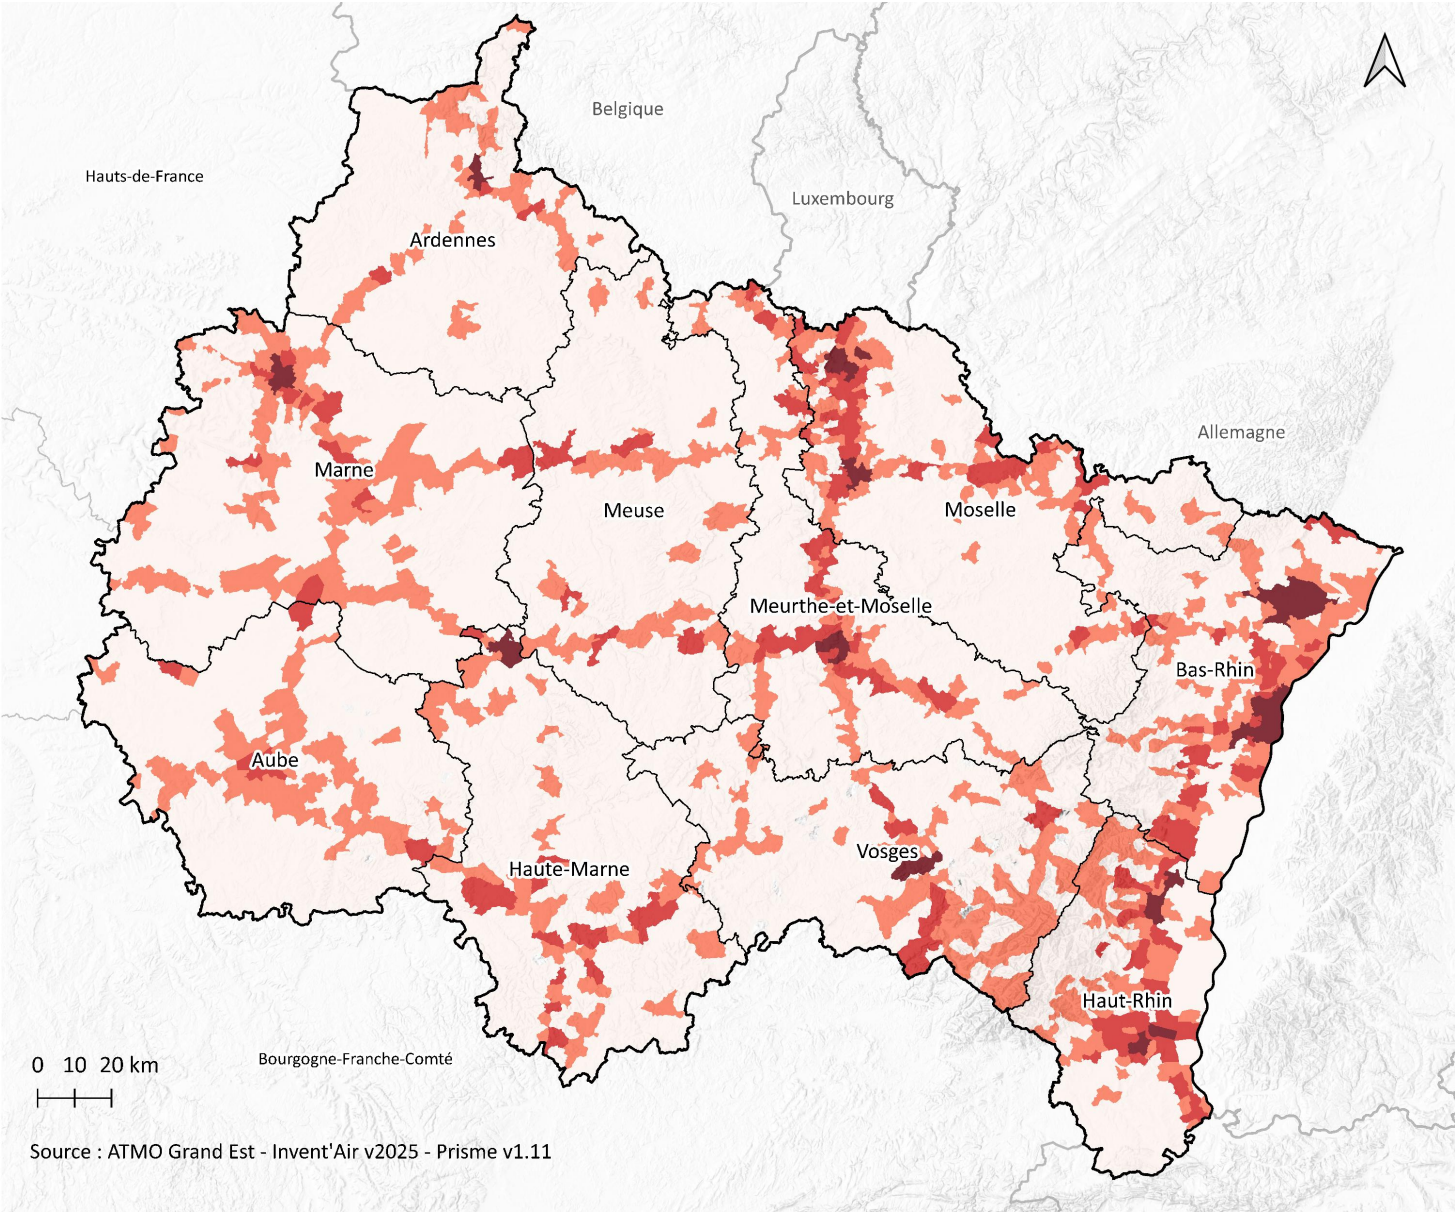 Belgique
Hauts-de-France
Luxembourg
Ardennes
Allemagne
Marne
Meuse
Moselle
Meurthe-et-Moselle
Bas-Rhin
Aube
Vosges
Haute-Marne
Haut-Rhin
Bourgogne-Franche-Comté
0 10 20 km
Source : ATMO Grand Est - Invent'Air v2025 - Prisme v1.11